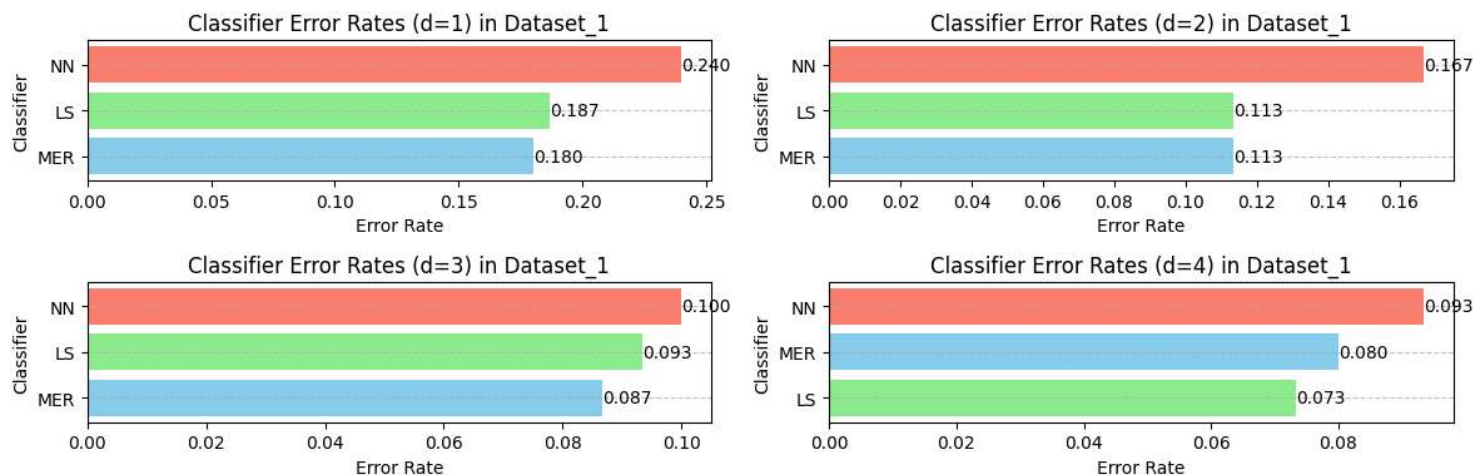 Classifier Error Rates (d=1) in Dataset_1
Classifier
NN 0.240
LS 0.187
MER 0.180
0.00 0.05 0.10 0.15 0.20 0.25
Error Rate
Classifier Error Rates (d=2) in Dataset_1
Classifier
NN 0.167
LS 0.113
MER 0.113
0.00 0.02 0.04 0.06 0.08 0.10 0.12 0.14 0.16
Error Rate
Classifier Error Rates (d=3) in Dataset_1
Classifier
NN 0.100
LS 0.093
MER 0.087
0.00 0.02 0.04 0.06 0.08 0.10
Error Rate
Classifier Error Rates (d=4) in Dataset_1
Classifier
NN 0.093
MER 0.080
LS 0.073
0.00 0.02 0.04 0.06 0.08
Error Rate